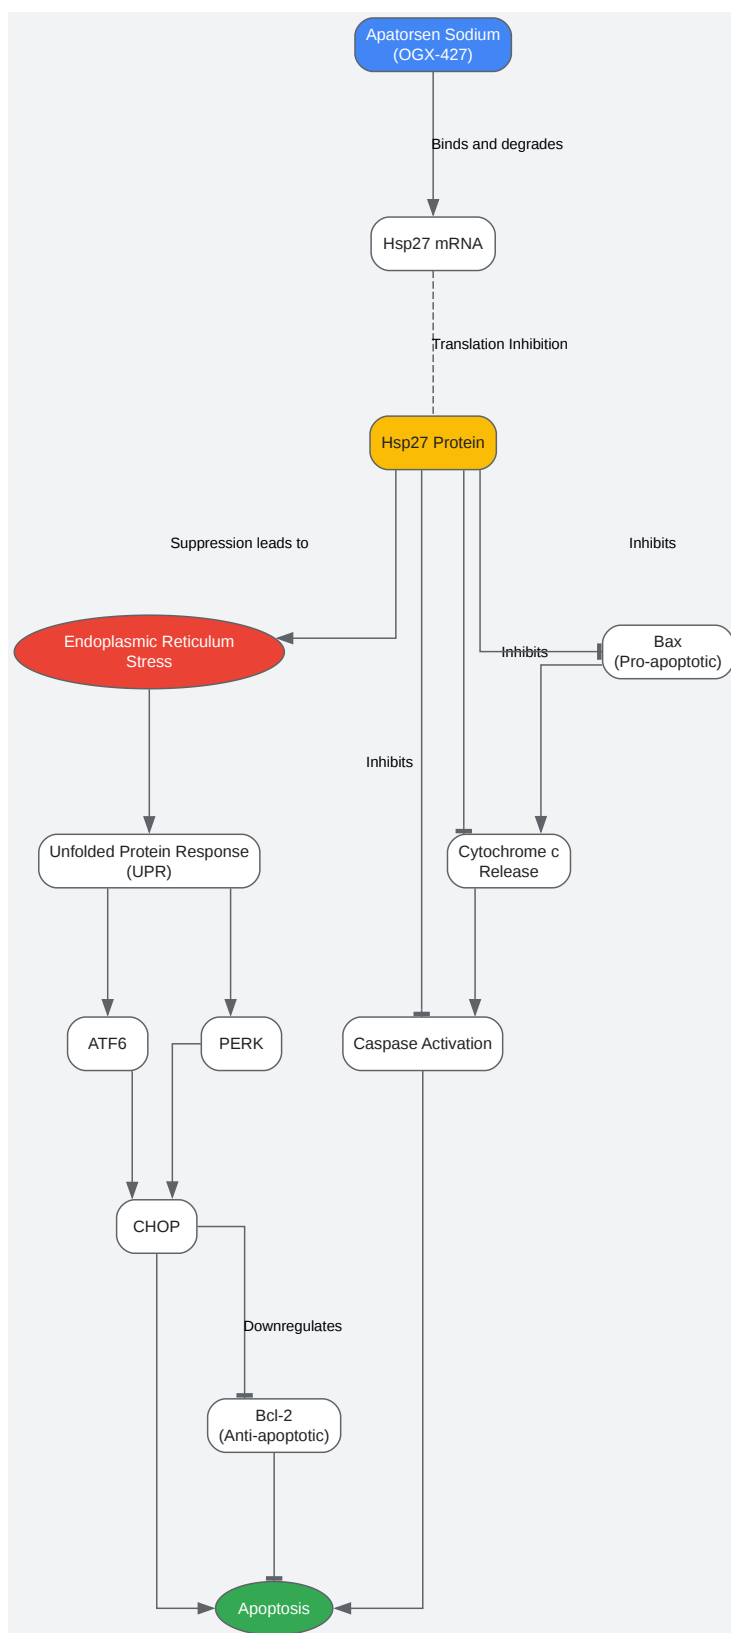 Apatorsen Sodium
(OGX-427)
Binds and degrades
Hsp27 mRNA
Translation Inhibition
Hsp27 Protein
Suppression leads to
Inhibits
Endoplasmic Reticulum
Stress
Inhibits
Bax
(Pro-apoptotic)
Inhibits
Unfolded Protein Response
(UPR)
Cytochrome c
Release
ATF6
PERK
Caspase Activation
CHOP
Downregulates
Bcl-2
(Anti-apoptotic)
Apoptosis